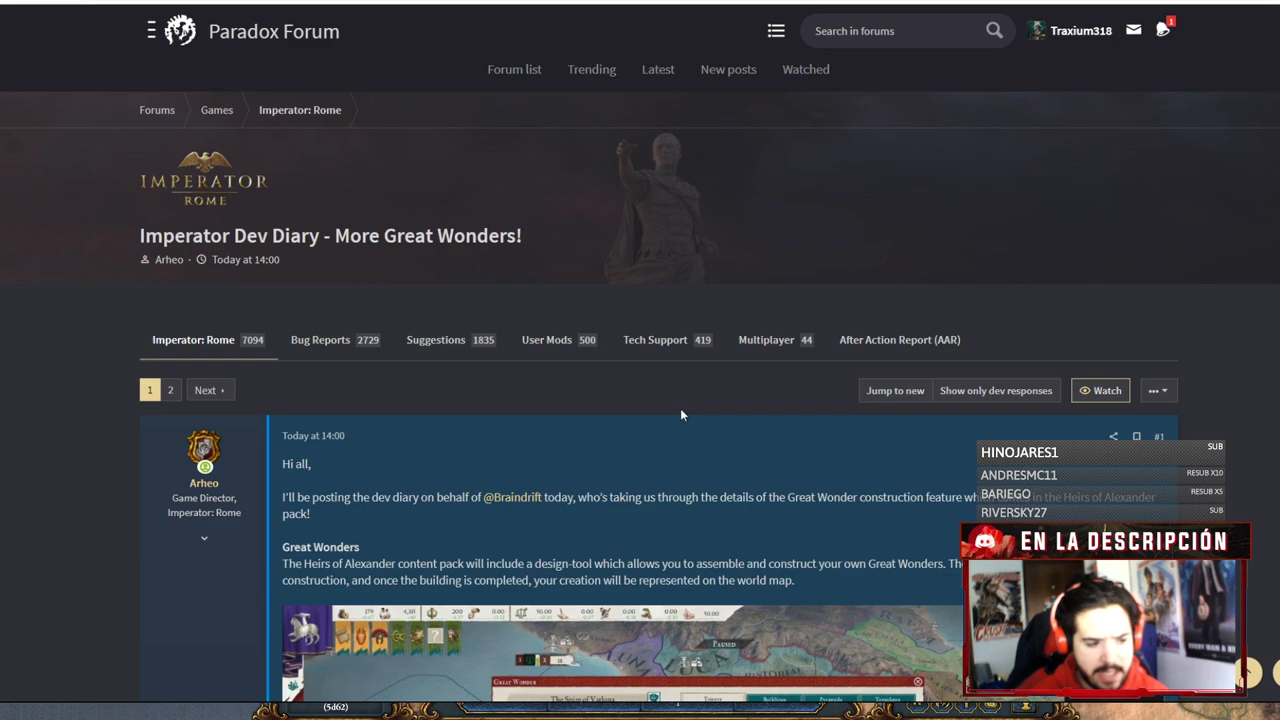 Paradox Forum
Search in forums
Traxium318
1
Forum list
Trending
Latest
New posts
Watched
Forums
Games
Imperator: Rome
IMPERATOR
ROME
Imperator Dev Diary - More Great Wonders!
Arheo · Today at 14:00
Imperator: Rome 7094
Bug Reports 2729
Suggestions 1835
User Mods 500
Tech Support 419
Multiplayer 44
After Action Report (AAR)
1 2 Next
Jump to new
Show only dev responses
Watch
Arheo
Game Director,
Imperator: Rome
Today at 14:00
#1
Hi all,
I'll be posting the dev diary on behalf of @Braindrift today, who's taking us through the details of the Great Wonder construction feature in the Heirs of Alexander
pack!
Great Wonders
The Heirs of Alexander content pack will include a design-tool which allows you to assemble and construct your own Great Wonders.
construction, and once the building is completed, your creation will be represented on the world map.
HINOJARES1 SUB
ANDRESMC11 RESUB X10
BARIEGO RESUB X5
RIVERSKY27 SUB
EN LA DESCRIPCIÓN
PAUSED
GREAT WONDER
(5d62)